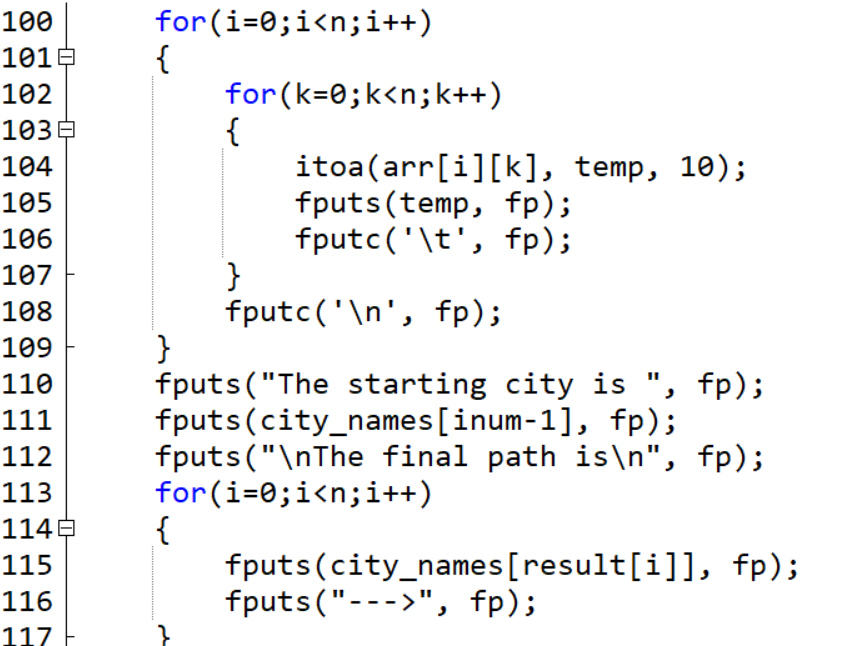 100 for(i=0;i<n;i++)
101 {
102 for(k=0;k<n;k++)
103 {
104 itoa(arr[i][k], temp, 10);
105 fputs(temp, fp);
106 fputc('\t', fp);
107 }
108 fputc('\n', fp);
109 }
110 fputs("The starting city is ", fp);
111 fputs(city_names[inum-1], fp);
112 fputs("\nThe final path is\n", fp);
113 for(i=0;i<n;i++)
114 {
115 fputs(city_names[result[i]], fp);
116 fputs("--->", fp);
117 }